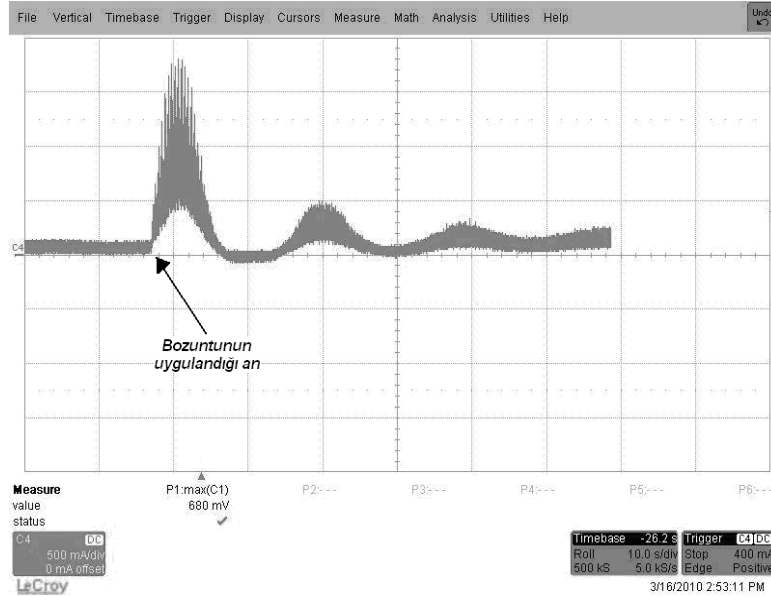 File Vertical Timebase Trigger Display Cursors Measure Math Analysis Utilities Help
Undo
C4
Bozuntunun
uygulandığı an
Measure P1:max(C1) P2:--- P3:--- P4:--- P5:--- P6:---
value 680 mV
status
C4 DC
500 mA/div
0 mA offset
Timebase -26.2 s
Roll 10.0 s/div
500 kS 5.0 kS/s
Trigger C4 DC
Stop 400 mA
Edge Positive
LeCroy
3/16/2010 2:53:11 PM